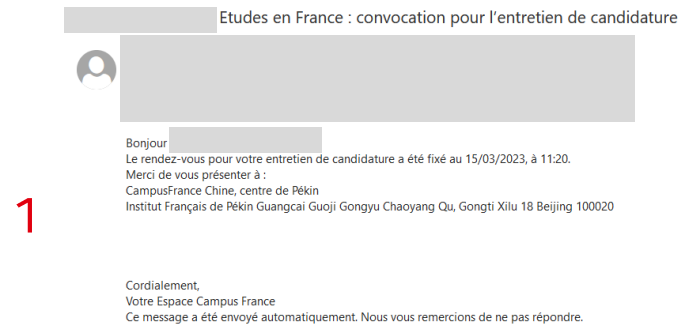 Etudes en France : convocation pour l'entretien de candidature
Bonjour
Le rendez-vous pour votre entretien de candidature a été fixé au 15/03/2023, à 11:20.
Merci de vous présenter à :
CampusFrance Chine, centre de Pékin
Institut Français de Pékin Guangcai Guoji Gongyu Chaoyang Qu, Gongti Xilu 18 Beijing 100020
1
Cordialement,
Votre Espace Campus France
Ce message a été envoyé automatiquement. Nous vous remercions de ne pas répondre.